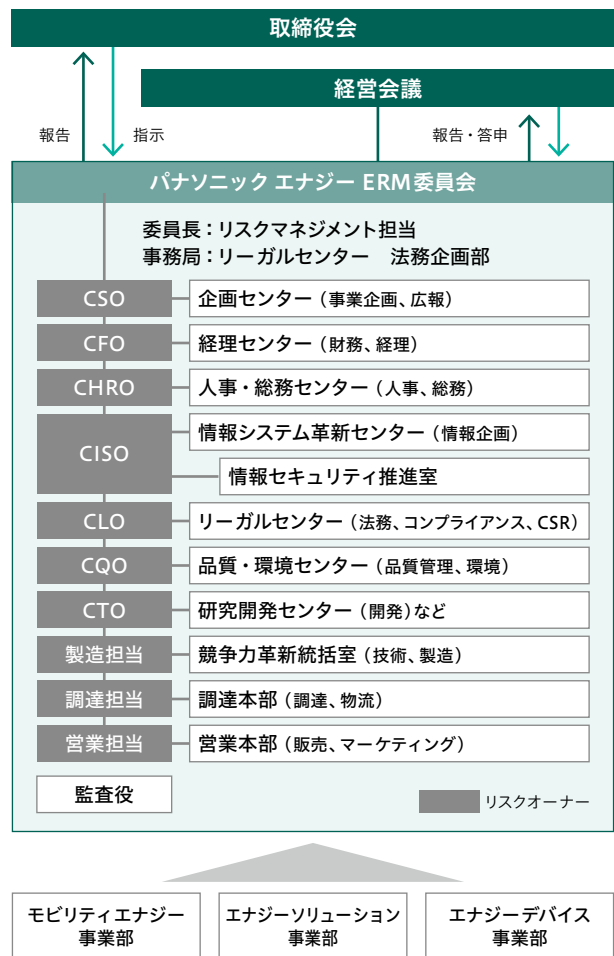 取締役会
経営会議
報告
指示
報告・答申
パナソニック エナジー ERM委員会
委員長：リスクマネジメント担当
事務局：リーガルセンター　法務企画部
CSO
企画センター（事業企画、広報）
CFO
経理センター（財務、経理）
CHRO
人事・総務センター（人事、総務）
CISO
情報システム革新センター（情報企画）
情報セキュリティ推進室
CLO
リーガルセンター（法務、コンプライアンス、CSR）
CQO
品質・環境センター（品質管理、環境）
CTO
研究開発センター（開発）など
製造担当
競争力革新統括室（技術、製造）
調達担当
調達本部（調達、物流）
営業担当
営業本部（販売、マーケティング）
監査役
リスクオーナー
モビリティエナジー
事業部
エナジーソリューション
事業部
エナジーデバイス
事業部